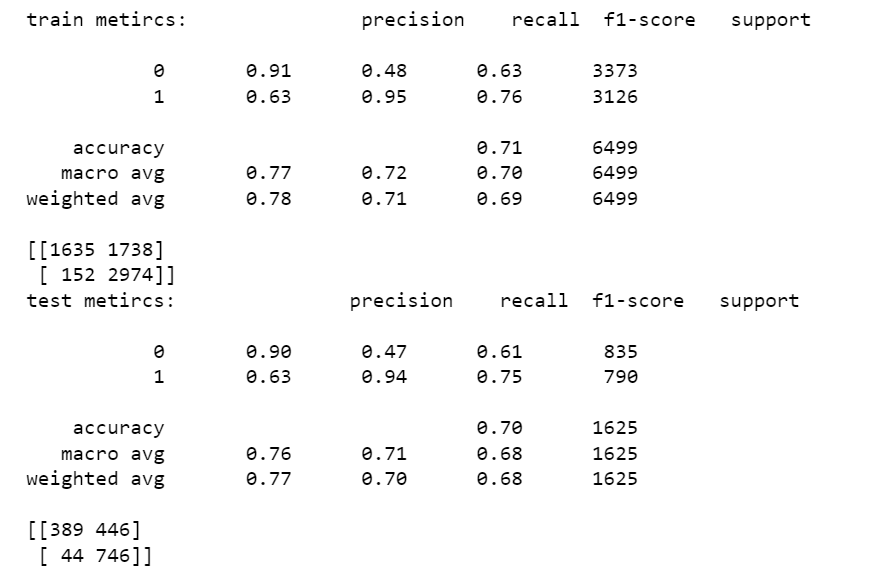 train metircs:               precision    recall  f1-score   support
0       0.91      0.48      0.63      3373
1       0.63      0.95      0.76      3126
accuracy                           0.71      6499
macro avg       0.77      0.72      0.70      6499
weighted avg       0.78      0.71      0.69      6499
[[1635 1738]
[ 152 2974]]
test metircs:               precision    recall  f1-score   support
0       0.90      0.47      0.61       835
1       0.63      0.94      0.75       790
accuracy                           0.70      1625
macro avg       0.76      0.71      0.68      1625
weighted avg       0.77      0.70      0.68      1625
[[389 446]
[ 44 746]]